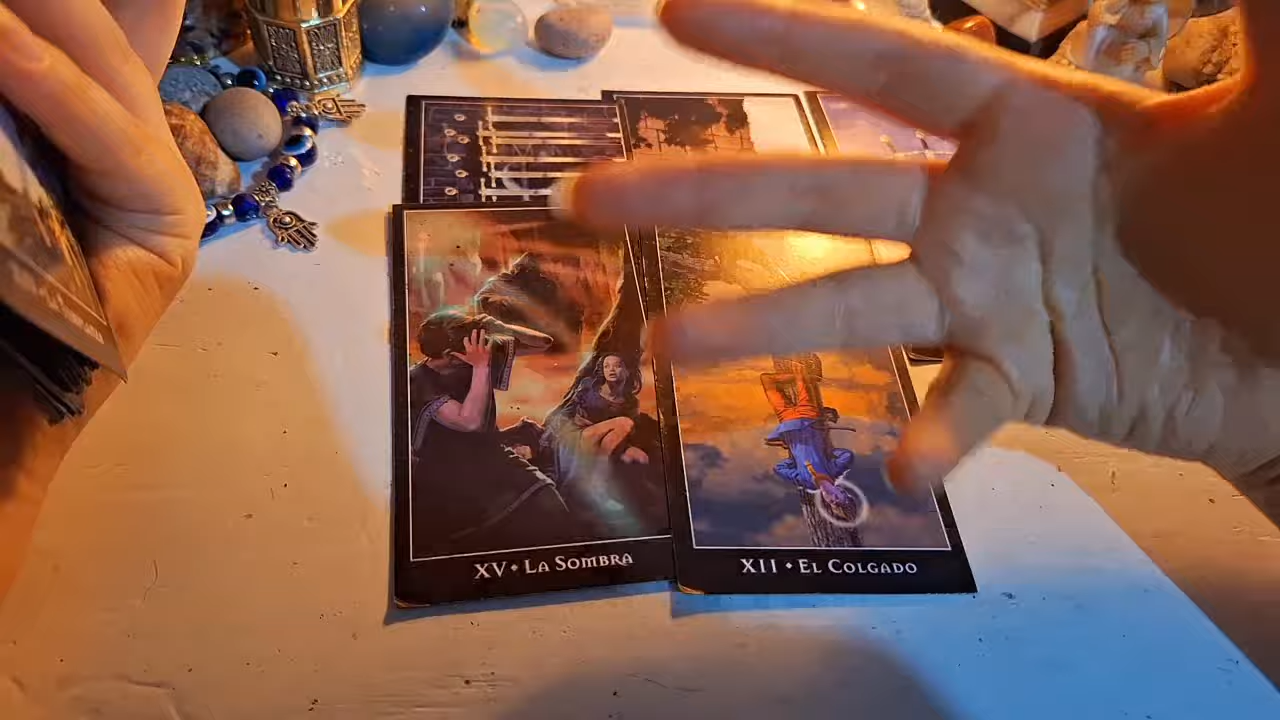 XV • LA SOMBRA
XII • EL COLGADO